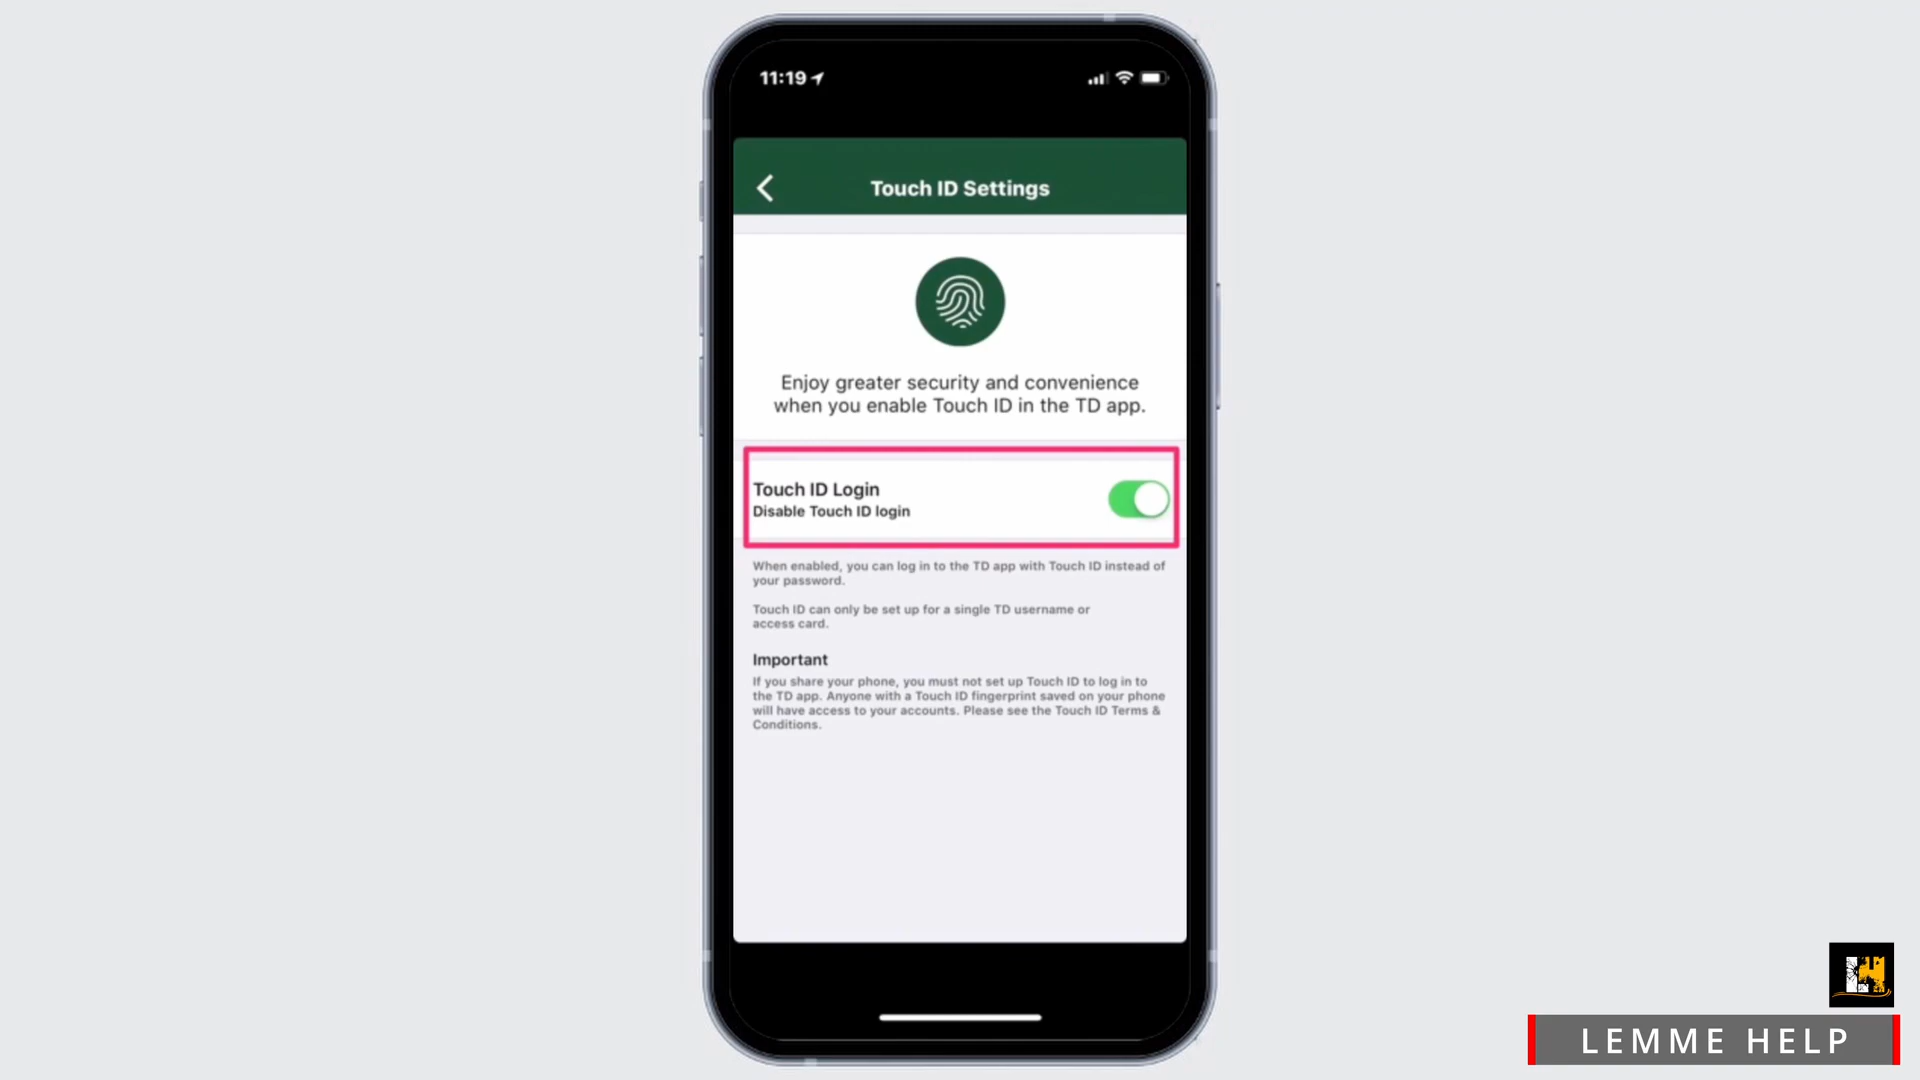 11:19
Touch ID Settings
Enjoy greater security and convenience
when you enable Touch ID in the TD app.
Touch ID Login
Disable Touch ID login
When enabled, you can log in to the TD app with Touch ID instead of
your password.
Touch ID can only be set up for a single TD username or
access card.
Important
If you share your phone, you must not set up Touch ID to log in to
the TD app. Anyone with a Touch ID fingerprint saved on your phone
will have access to your accounts. Please see the Touch ID Terms &
Conditions.
LEMME HELP